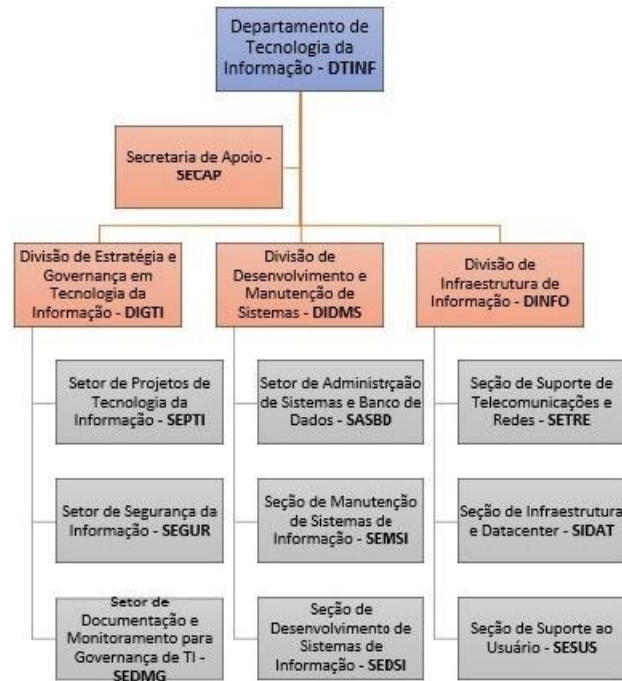 Departamento de
Tecnologia da
Informação - DTINF
Secretaria de Apoio -
SECAP
Divisão de Estratégia e
Governança em
Tecnologia da
Informação - DIGTI
Divisão de
Desenvolvimento e
Manutenção de
Sistemas - DIDMS
Divisão de
Infraestrutura de
Informação - DINFO
Setor de Projetos de
Tecnologia da
Informação - SEPTI
Setor de Administrçaão
de Sistemas e Banco de
Dados - SASBD
Seção de Suporte de
Telecomunicações e
Redes - SETRE
Setor de Segurança da
Informação - SEGUR
Seção de Manutenção
de Sistemas de
Informação - SEMSI
Seção de Infraestrutura
e Datacenter - SIDAT
Setor de
Documentação e
Monitoramento para
Governança de TI -
SEDMG
Seção de
Desenvolvimento de
Sistemas de
Informação - SEDSI
Seção de Suporte ao
Usuário - SESUS